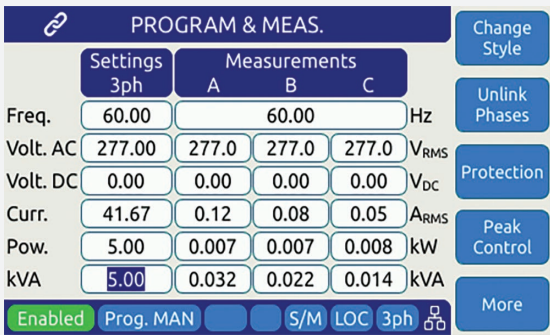 PROGRAM & MEAS.
Change
Style
Settings
3ph
Measurements
A B C
Unlink
Phases
Freq. 60.00 60.00 Hz
Volt. AC 277.00 277.0 277.0 277.0 VRMS
Volt. DC 0.00 0.00 0.00 0.00 VDC
Protection
Curr. 41.67 0.12 0.08 0.05 ARMS
Pow. 5.00 0.007 0.007 0.008 kW
Peak
Control
kVA 5.00 0.032 0.022 0.014 kVA
More
Enabled Prog. MAN S/M LOC 3ph